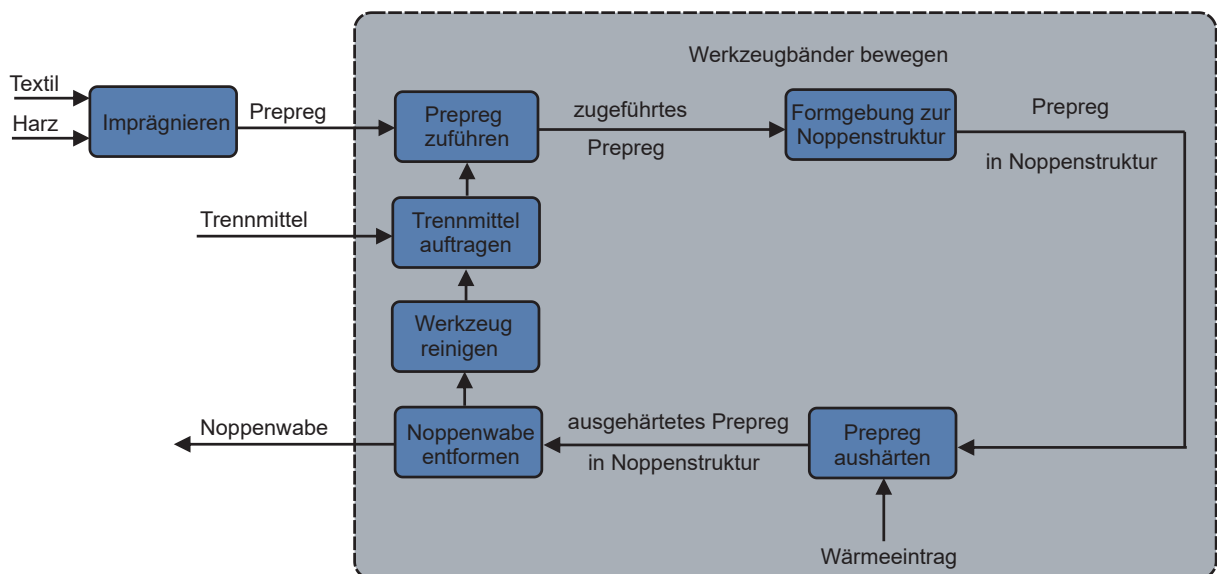 Werkzeugbänder bewegen
Textil
Harz
Imprägnieren
Prepreg
Prepreg
zuführen
zugeführtes
Prepreg
Formgebung zur
Noppenstruktur
Prepreg
in Noppenstruktur
Trennmittel
Trennmittel
auftragen
Werkzeug
reinigen
Noppenwabe
Noppenwabe
entformen
ausgehärtetes Prepreg
in Noppenstruktur
Prepreg
aushärten
Wärmeeintrag